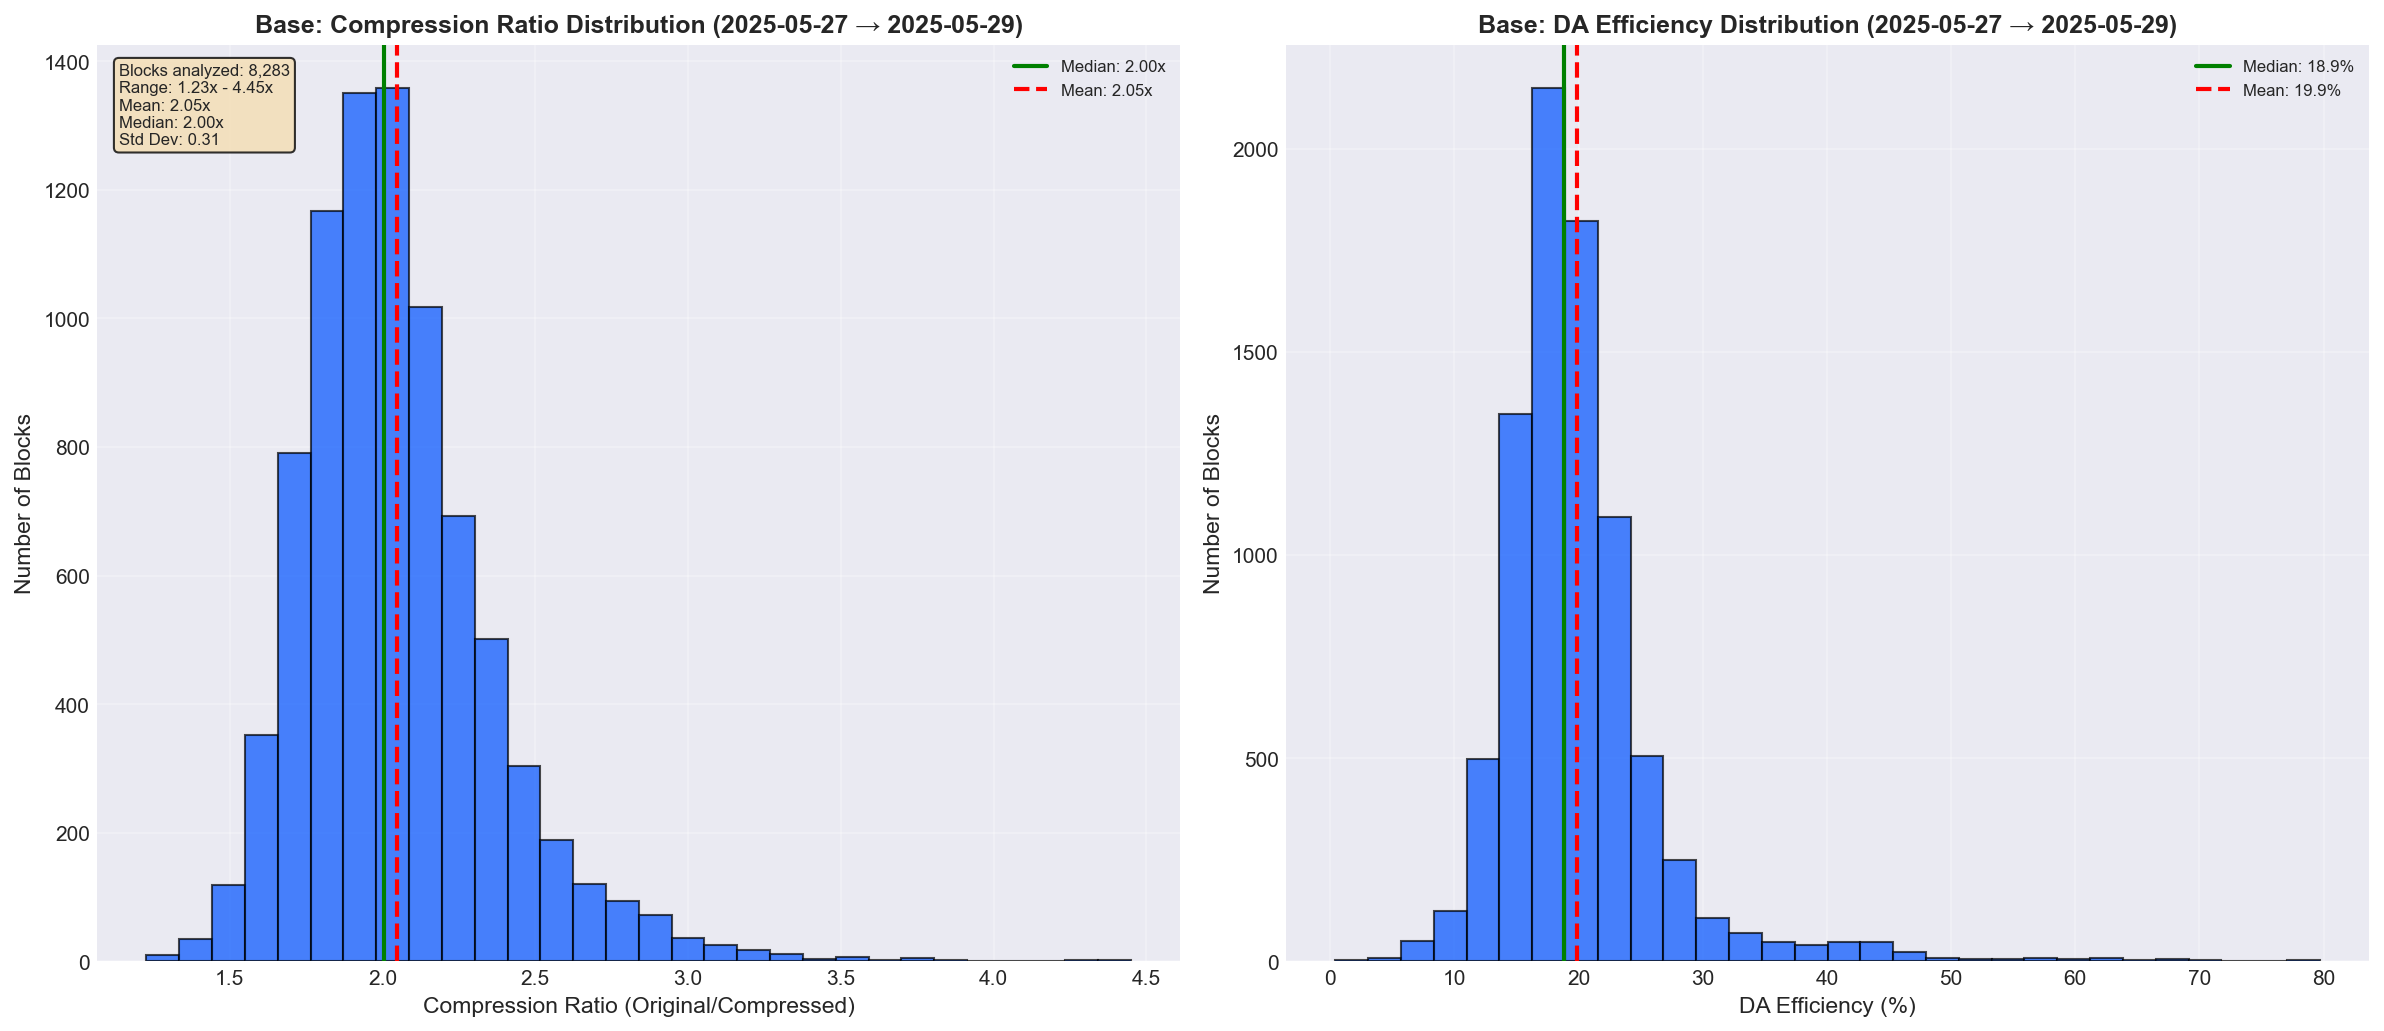 Base: Compression Ratio Distribution (2025-05-27 → 2025-05-29)
Blocks analyzed: 8,283
Range: 1.23x - 4.45x
Mean: 2.05x
Median: 2.00x
Std Dev: 0.31
Median: 2.00x
Mean: 2.05x
Number of Blocks
1400
1200
1000
800
600
400
200
0
1.5 2.0 2.5 3.0 3.5 4.0 4.5
Compression Ratio (Original/Compressed)
Base: DA Efficiency Distribution (2025-05-27 → 2025-05-29)
Median: 18.9%
Mean: 19.9%
Number of Blocks
2000
1500
1000
500
0
0 10 20 30 40 50 60 70 80
DA Efficiency (%)